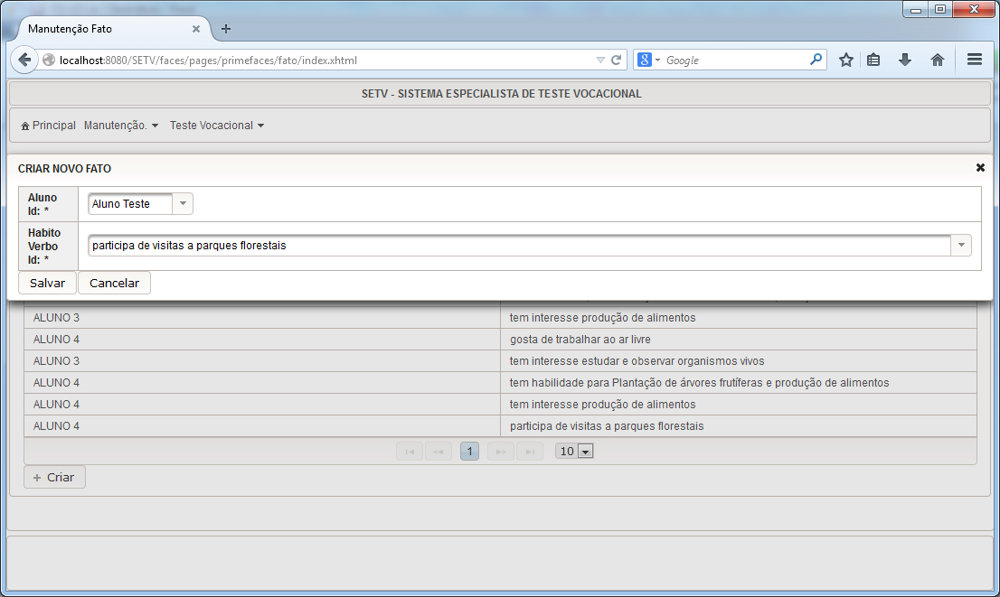 Manutenção Fato
localhost:8080/SETV/faces/pages/primefaces/fato/index.xhtml
8 Google
SETV - SISTEMA ESPECIALISTA DE TESTE VOCACIONAL
Principal Manutenção. Teste Vocacional
CRIAR NOVO FATO
Aluno Id: * Aluno Teste
Habito Verbo Id: * participa de visitas a parques florestais
Salvar Cancelar
ALUNO 3 tem interesse produção de alimentos
ALUNO 4 gosta de trabalhar ao ar livre
ALUNO 3 tem interesse estudar e observar organismos vivos
ALUNO 4 tem habilidade para Plantação de árvores frutíferas e produção de alimentos
ALUNO 4 tem interesse produção de alimentos
ALUNO 4 participa de visitas a parques florestais
1 10
+ Criar